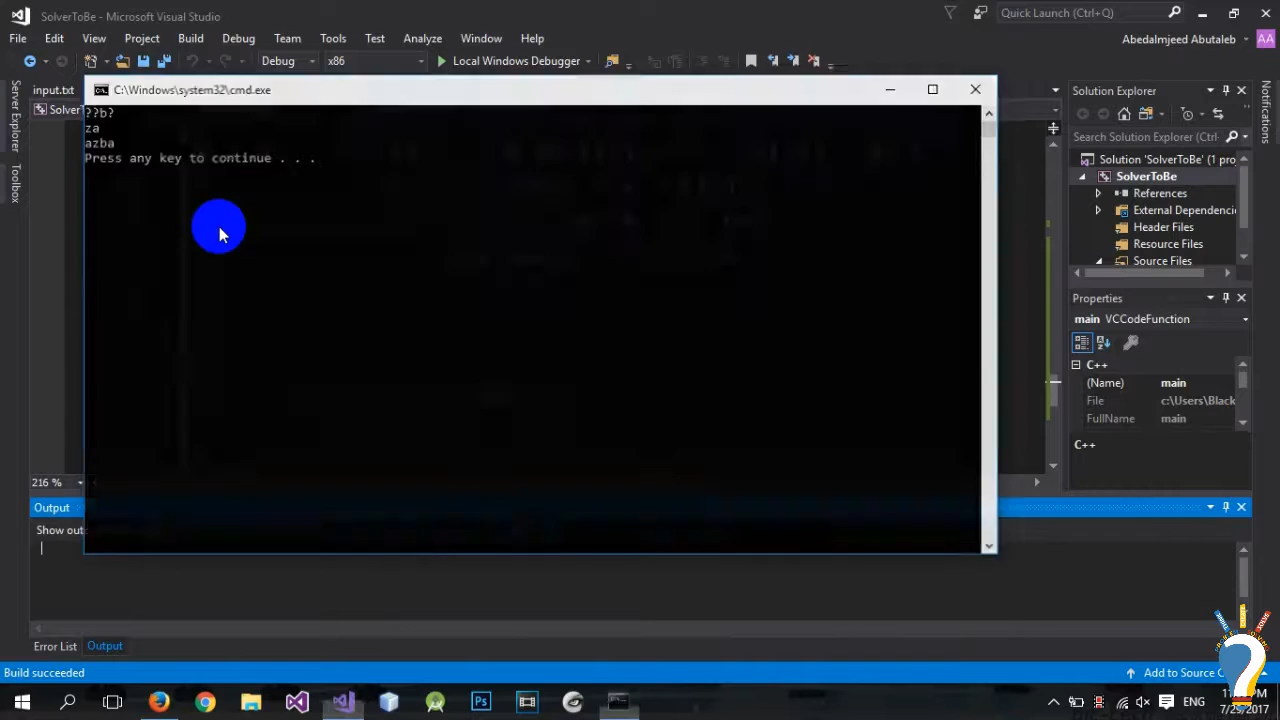 SolverToBe - Microsoft Visual Studio
Quick Launch (Ctrl+Q)
File Edit View Project Build Debug Team Tools Test Analyze Window Help
Abedalmjeed Abutaleb AA
Debug x86 Local Windows Debugger
Server Explorer
Toolbox
input.txt
C:\Windows\system32\cmd.exe
??b?
za
azba
Press any key to continue . . .
Solution Explorer
Search Solution Explorer (Ctrl+
Solution 'SolverToBe' (1 pro
SolverToBe
References
External Dependenci
Header Files
Resource Files
Source Files
Notifications
Properties
main VCCodeFunction
C++
(Name) main
File c:\Users\Black
FullName main
C++
216 %
Output
Show out
Error List Output
Build succeeded
Add to Source C
ENG
7/29/2017